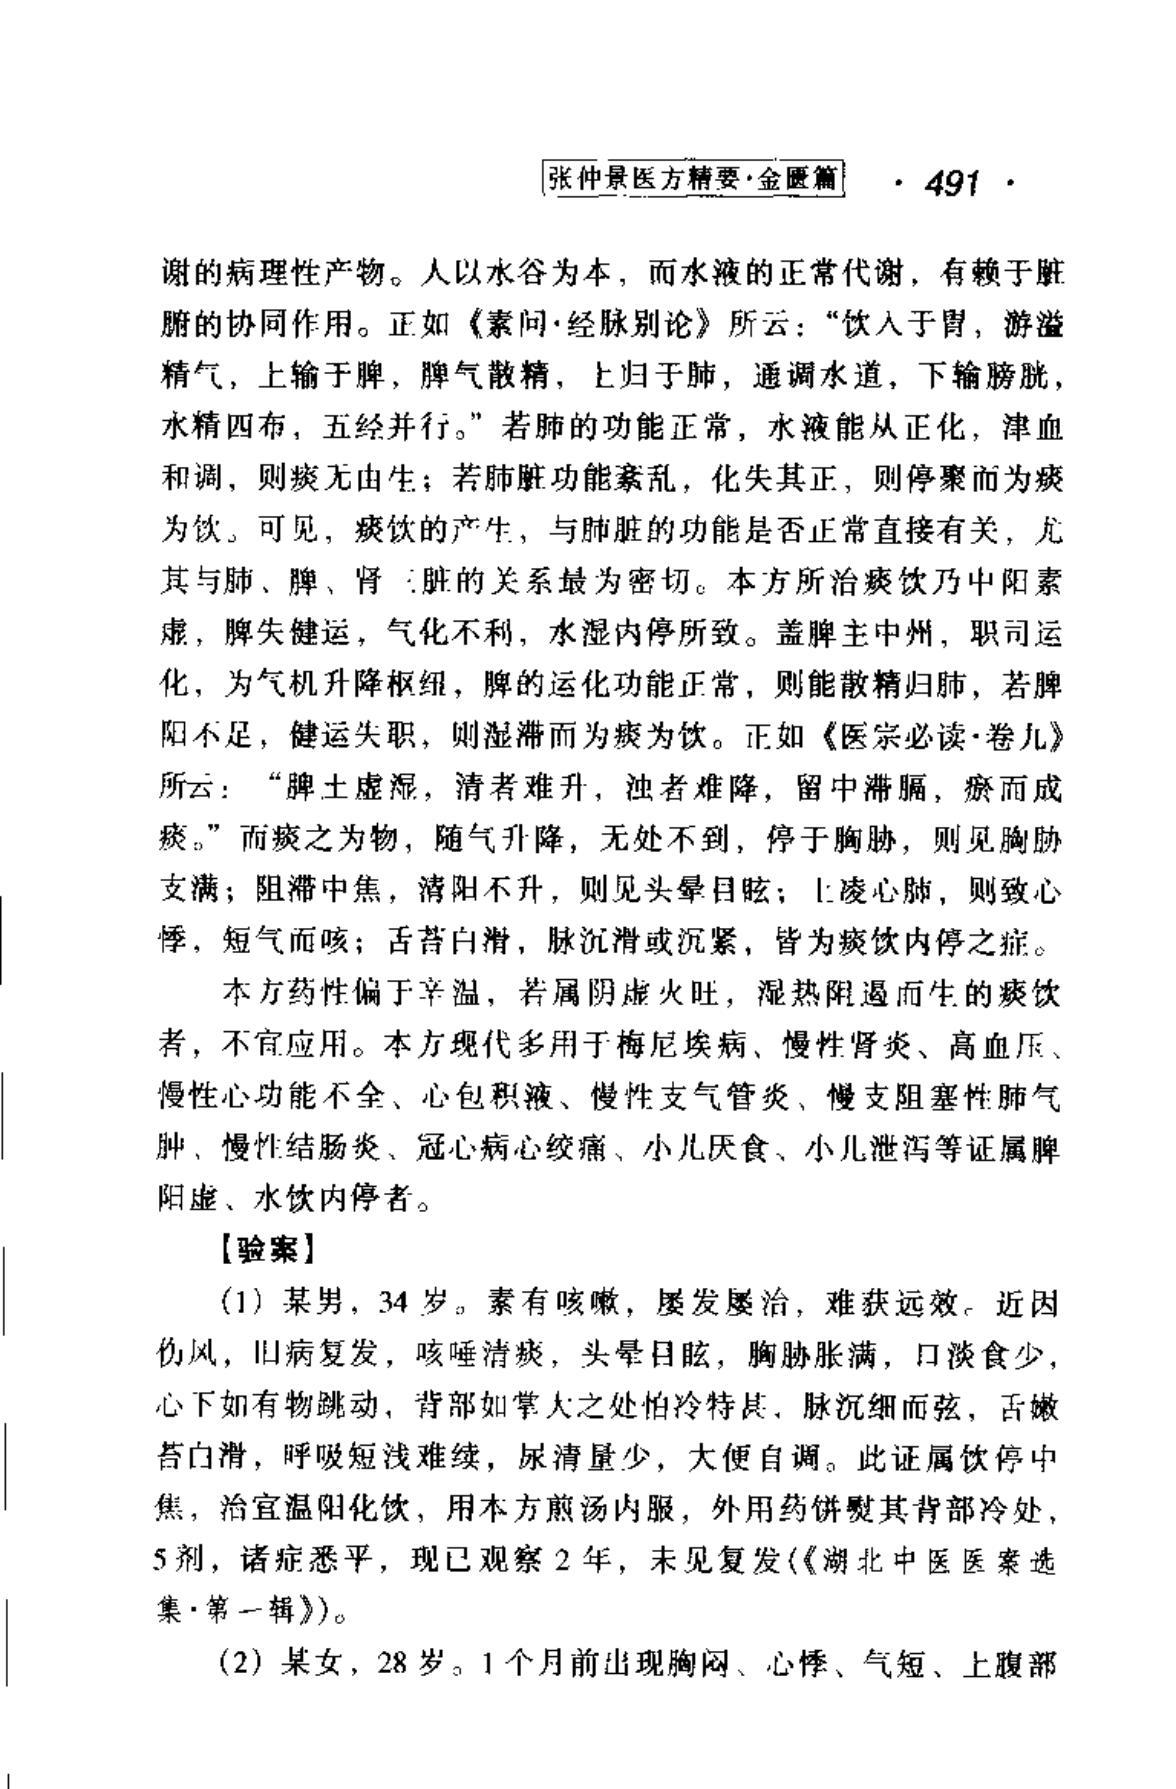 张仲景医方精要·金匮篇 · 491 ·
谢的病理性产物。人以水谷为本，而水液的正常代谢，有赖于脏
腑的协同作用。正如《素问·经脉别论》所云：“饮入于胃，游溢
精气，上输于脾，脾气散精，上归于肺，通调水道，下输膀胱，
水精四布，五经并行。”若肺的功能正常，水液能从正化，津血
和调，则痰无由生；若肺脏功能紊乱，化失其正，则停聚而为痰
为饮。可见，痰饮的产生，与肺脏的功能是否正常直接有关，尤
其与肺、脾、肾三脏的关系最为密切。本方所治痰饮乃中阳素
虚，脾失健运，气化不利，水湿内停所致。盖脾主中州，职司运
化，为气机升降枢纽，脾的运化功能正常，则能散精归肺，若脾
阳不足，健运失职，则湿滞而为痰为饮。正如《医宗必读·卷九》
所云：“脾土虚湿，清者难升，浊者难降，留中滞膈，瘀而成
痰。”而痰之为物，随气升降，无处不到，停于胸胁，则见胸胁
支满；阻滞中焦，清阳不升，则见头晕目眩；上凌心肺，则致心
悸，短气而咳；舌苔白滑，脉沉滑或沉紧，皆为痰饮内停之症。
本方药性偏于辛温，若属阴虚火旺，湿热阻遏而生的痰饮
者，不宜应用。本方现代多用于梅尼埃病、慢性肾炎、高血压、
慢性心功能不全、心包积液、慢性支气管炎、慢支阻塞性肺气
肿、慢性结肠炎、冠心病心绞痛、小儿厌食、小儿泄泻等证属脾
阳虚、水饮内停者。
【验案】
（1）某男，34 岁。素有咳嗽，屡发屡治，难获远效。近因
伤风，旧病复发，咳唾清痰，头晕目眩，胸胁胀满，口淡食少，
心下如有物跳动，背部如掌大之处怕冷特甚，脉沉细而弦，舌嫩
苔白滑，呼吸短浅难续，尿清量少，大便自调。此证属饮停中
焦，治宜温阳化饮，用本方煎汤内服，外用药饼熨其背部冷处，
5 剂，诸症悉平，现已观察 2 年，未见复发(《湖北中医医案选
集·第一辑》)。
（2）某女，28 岁。1 个月前出现胸闷、心悸、气短、上腹部